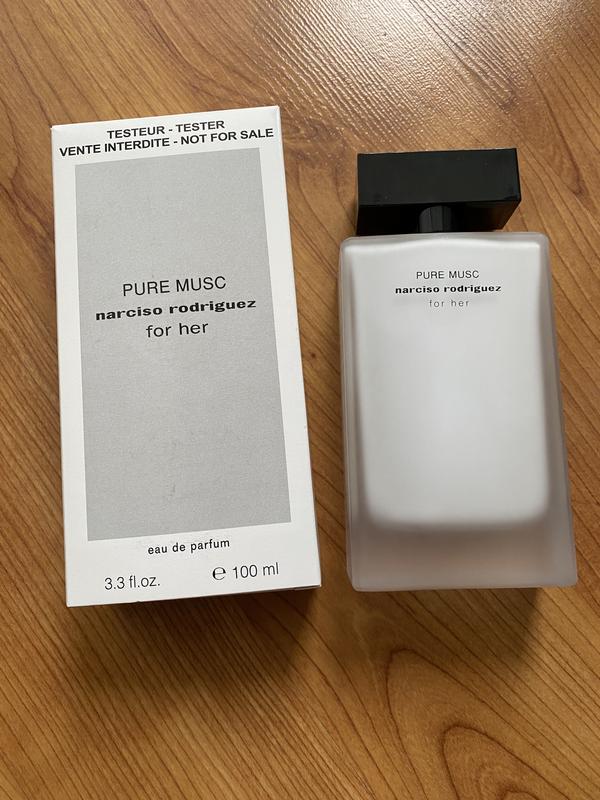 TESTEUR - TESTER
VENTE INTERDITE - NOT FOR SALE
PURE MUSC
narciso rodriguez
for her
eau de parfum
3.3 fl.oz. ℮ 100 ml
PURE MUSC
narciso rodriguez
for her